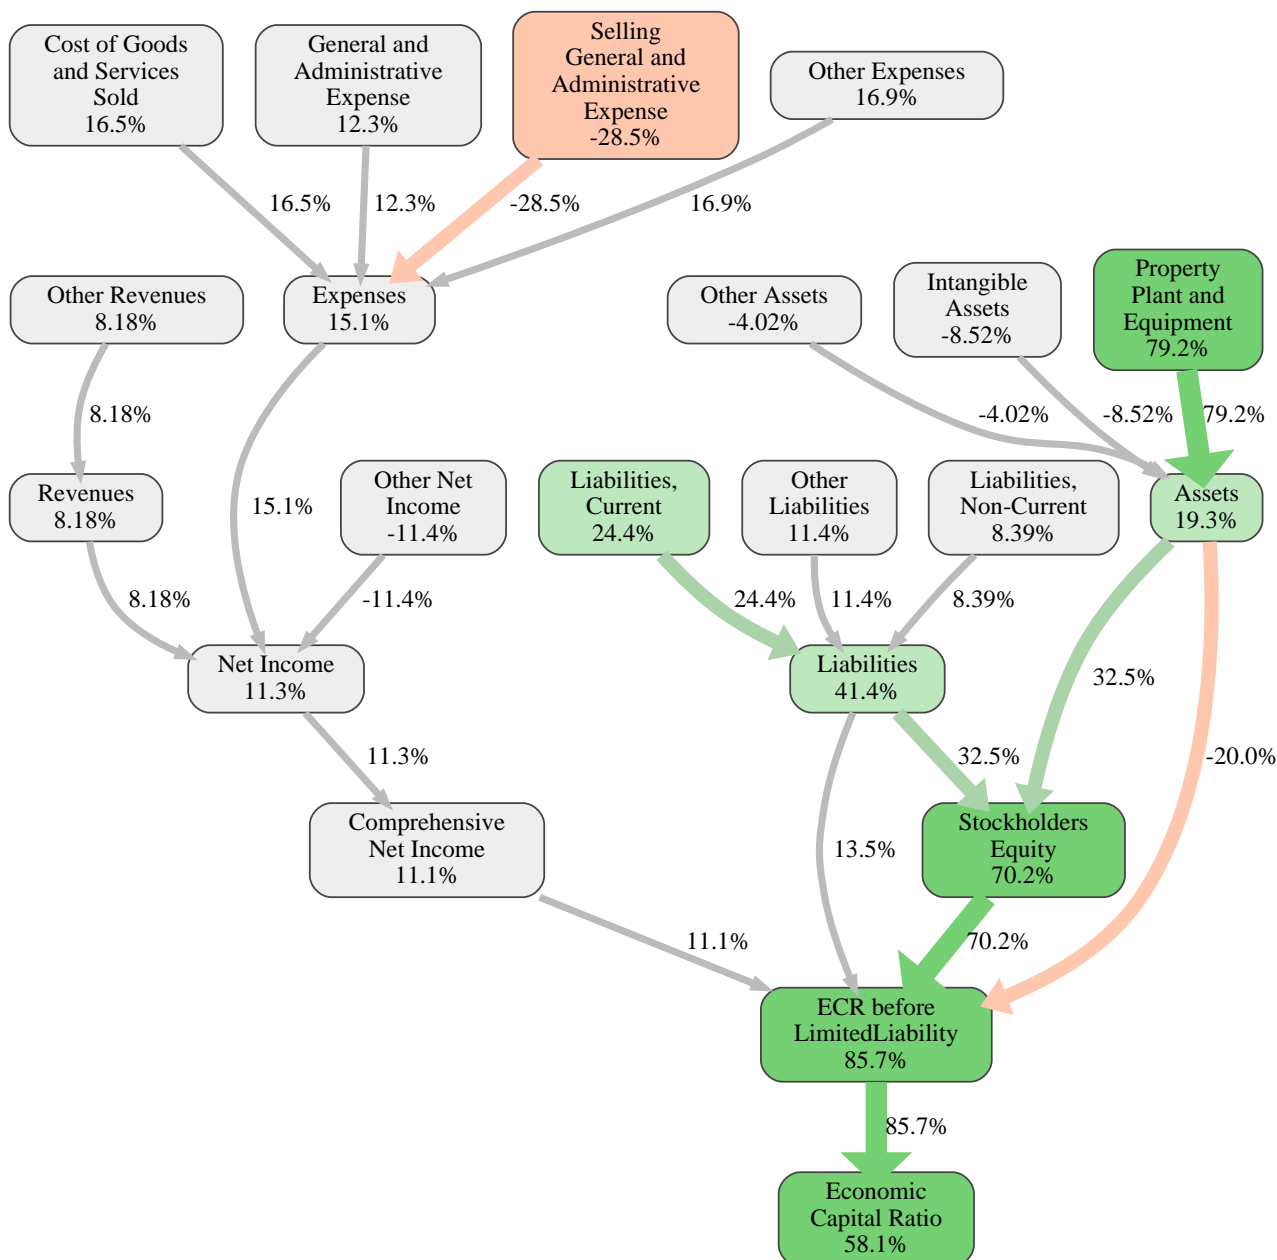 Cost of Goods
and Services
Sold
16.5%
General and
Administrative
Expense
12.3%
Selling
General and
Administrative
Expense
-28.5%
Other Expenses
16.9%
16.5%
12.3%
-28.5%
16.9%
Other Revenues
8.18%
Expenses
15.1%
Other Assets
-4.02%
Intangible
Assets
-8.52%
Property
Plant and
Equipment
79.2%
8.18%
-4.02%
-8.52%
79.2%
Revenues
8.18%
15.1%
Other Net
Income
-11.4%
Liabilities,
Current
24.4%
Other
Liabilities
11.4%
Liabilities,
Non-Current
8.39%
Assets
19.3%
8.18%
-11.4%
24.4%
11.4%
8.39%
Net Income
11.3%
Liabilities
41.4%
32.5%
11.3%
32.5%
-20.0%
Comprehensive
Net Income
11.1%
13.5%
Stockholders
Equity
70.2%
11.1%
70.2%
ECR before
LimitedLiability
85.7%
85.7%
Economic
Capital Ratio
58.1%